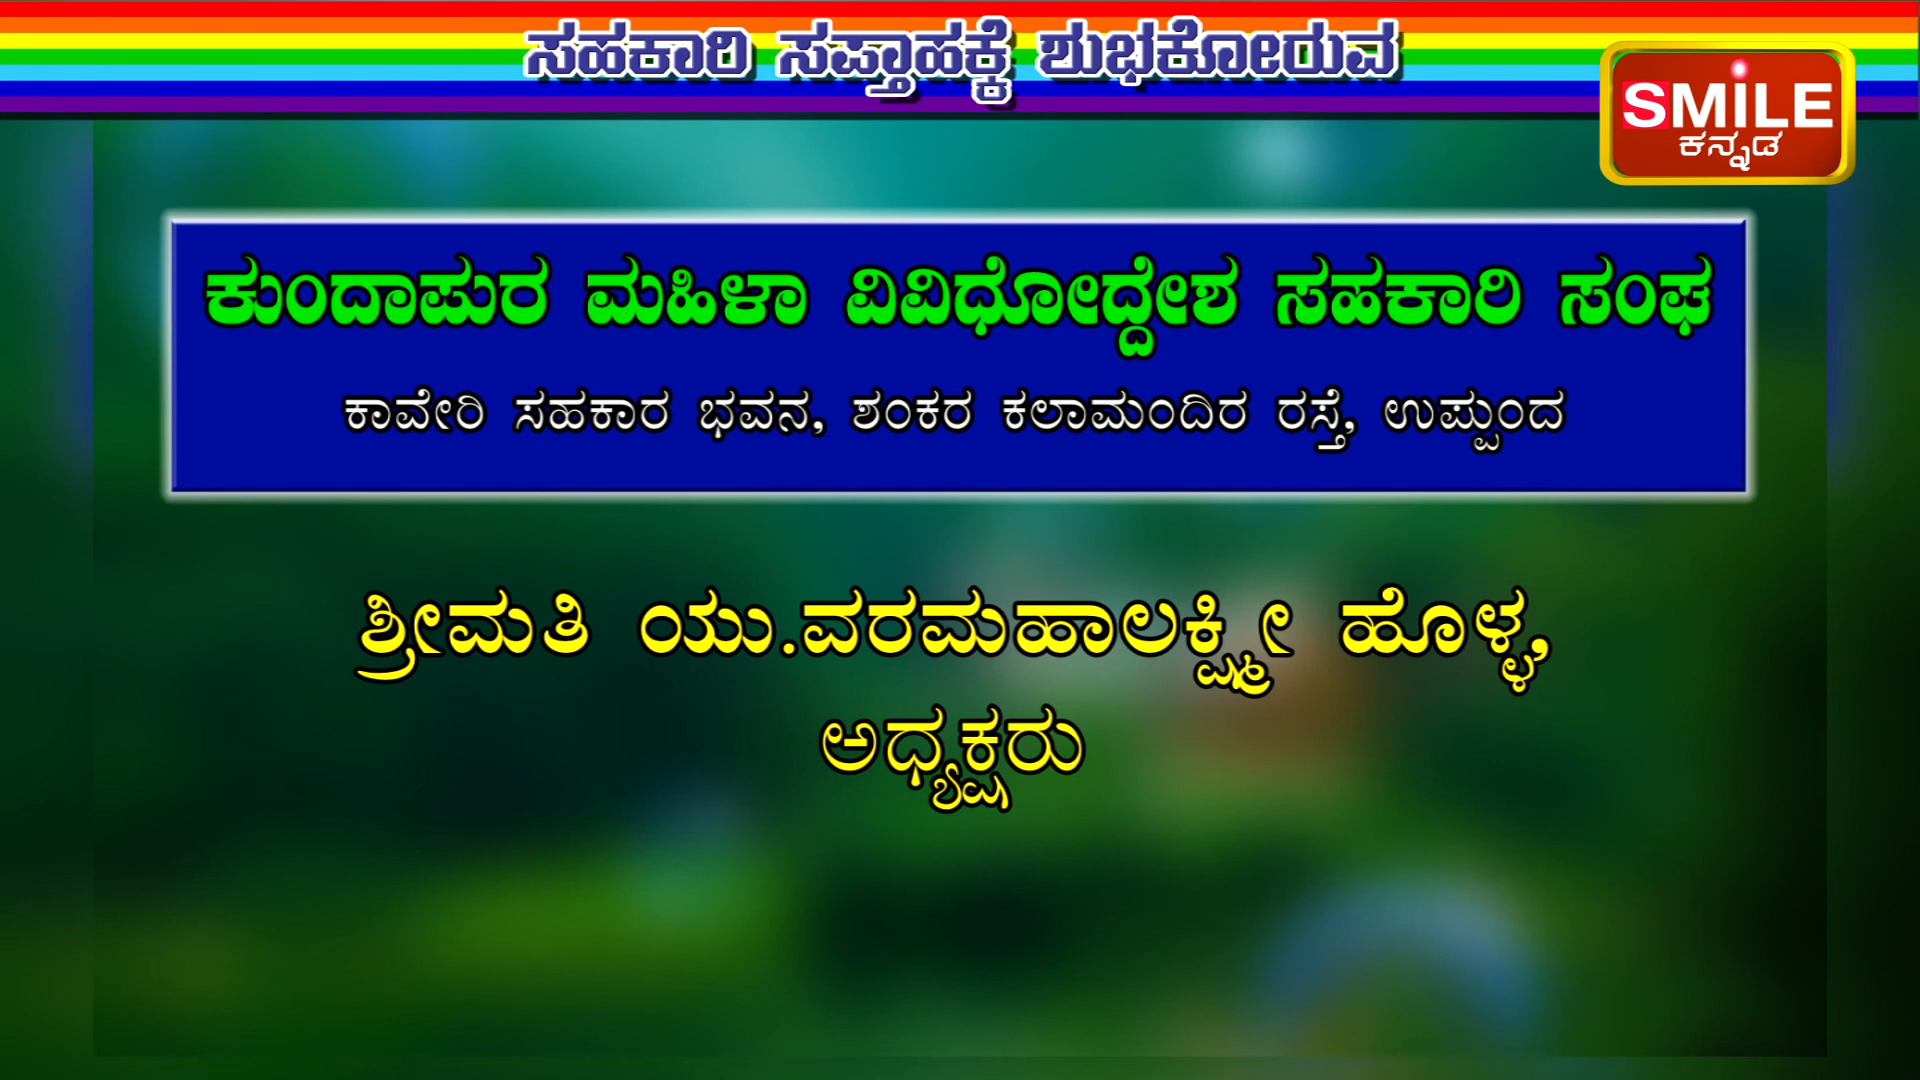 ಸಹಕಾರಿ ಸಪ್ತಾಹಕ್ಕೆ ಶುಭಕೋರುವ
SMILE
ಕನ್ನಡ
ಕುಂದಾಪುರ ಮಹಿಳಾ ವಿವಿಧೋದ್ದೇಶ ಸಹಕಾರಿ ಸಂಘ
ಕಾವೇರಿ ಸಹಕಾರ ಭವನ, ಶಂಕರ ಕಲಾಮಂದಿರ ರಸ್ತೆ, ಉಪ್ಪುಂದ
ಶ್ರೀಮತಿ ಯು.ವರಮಹಾಲಕ್ಷ್ಮೀ ಹೊಳ್ಳ,
ಅಧ್ಯಕ್ಷರು